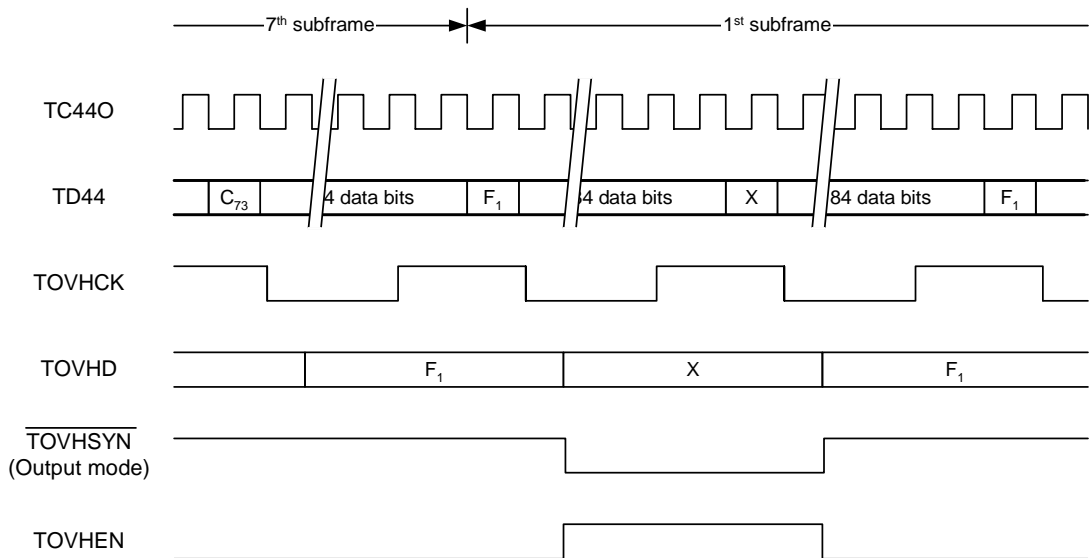 7th subframe
1st subframe
TC44O
TD44
C73
4 data bits
F1
4 data bits
X
84 data bits
F1
TOVHCK
TOVHD
F1
X
F1
TOVHSYN
(Output mode)
TOVHEN